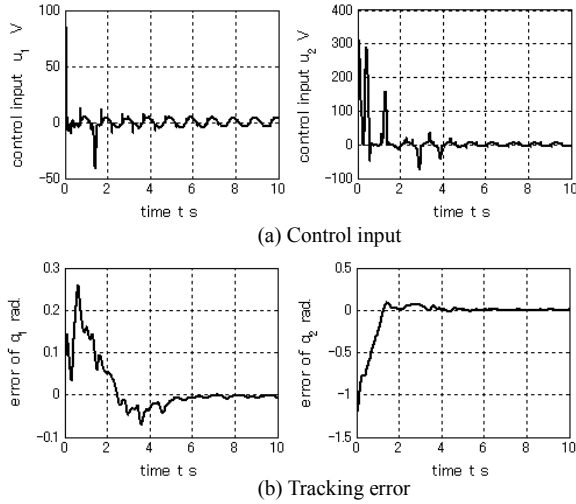 control input u1 V
100
50
0
-50
0 2 4 6 8 10
time t s
control input u2 V
400
300
200
100
0
-100
0 2 4 6 8 10
time t s
(a) Control input
error of q1 rad.
0.3
0.2
0.1
0
-0.1
0 2 4 6 8 10
time t s
error of q2 rad.
0.5
0
-0.5
-1
-1.5
0 2 4 6 8 10
time t s
(b) Tracking error